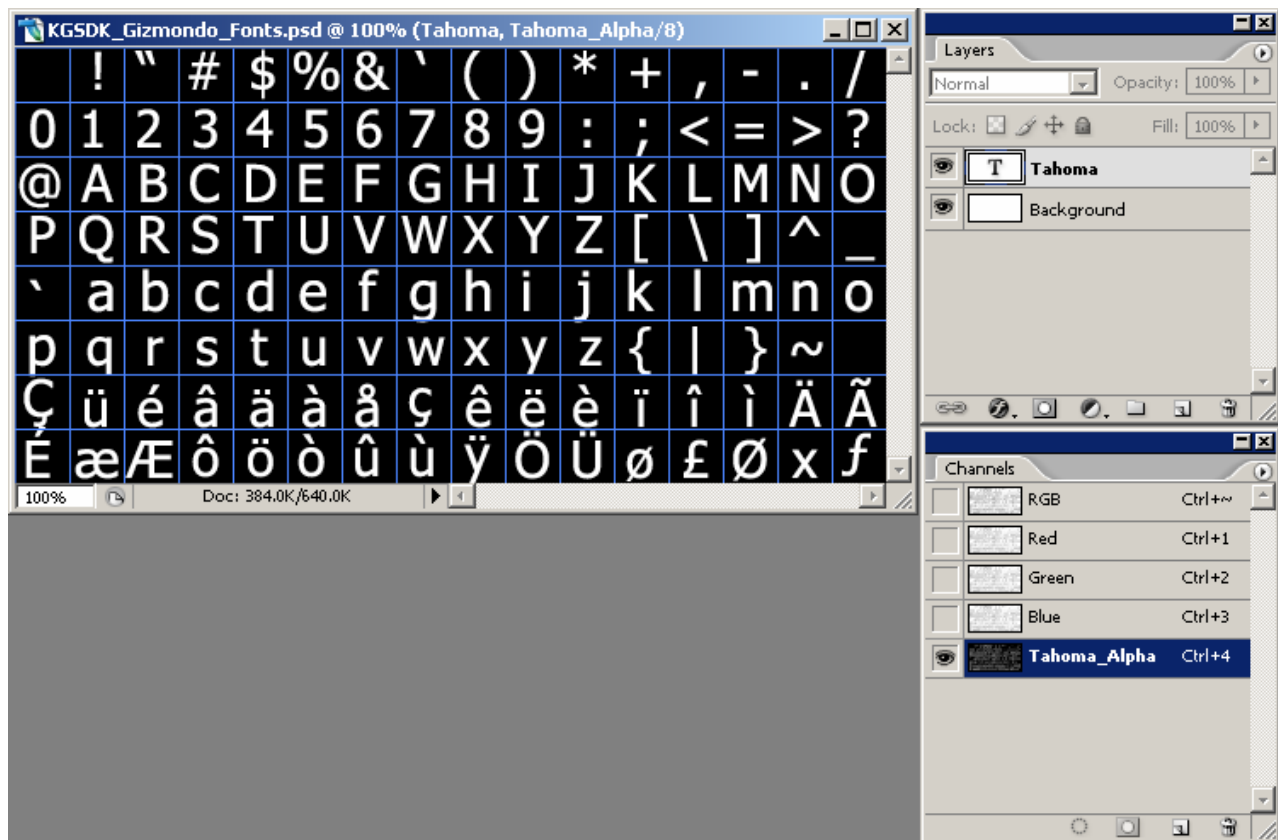 KGSDK_Gizmondo_Fonts.psd @ 100% (Tahoma, Tahoma_Alpha/8)
! ‟ # $ % & ‵ ( ) * + , - . /
0 1 2 3 4 5 6 7 8 9 : ; < = > ?
@ A B C D E F G H I J K L M N O
P Q R S T U V W X Y Z [ \ ] ^ _
` a b c d e f g h i j k l m n o
p q r s t u v w x y z { | } ~
Ç ü é â ä à å ç ê ë è ï î ì Ä Ã
É æ Æ ô ö ò û ù ÿ Ö Ü ø £ Ø x ƒ
100% Doc: 384.0K/640.0K
Layers
Normal Opacity: 100%
Lock: Fill: 100%
T Tahoma
Background
Channels
RGB Ctrl+~
Red Ctrl+1
Green Ctrl+2
Blue Ctrl+3
Tahoma_Alpha Ctrl+4